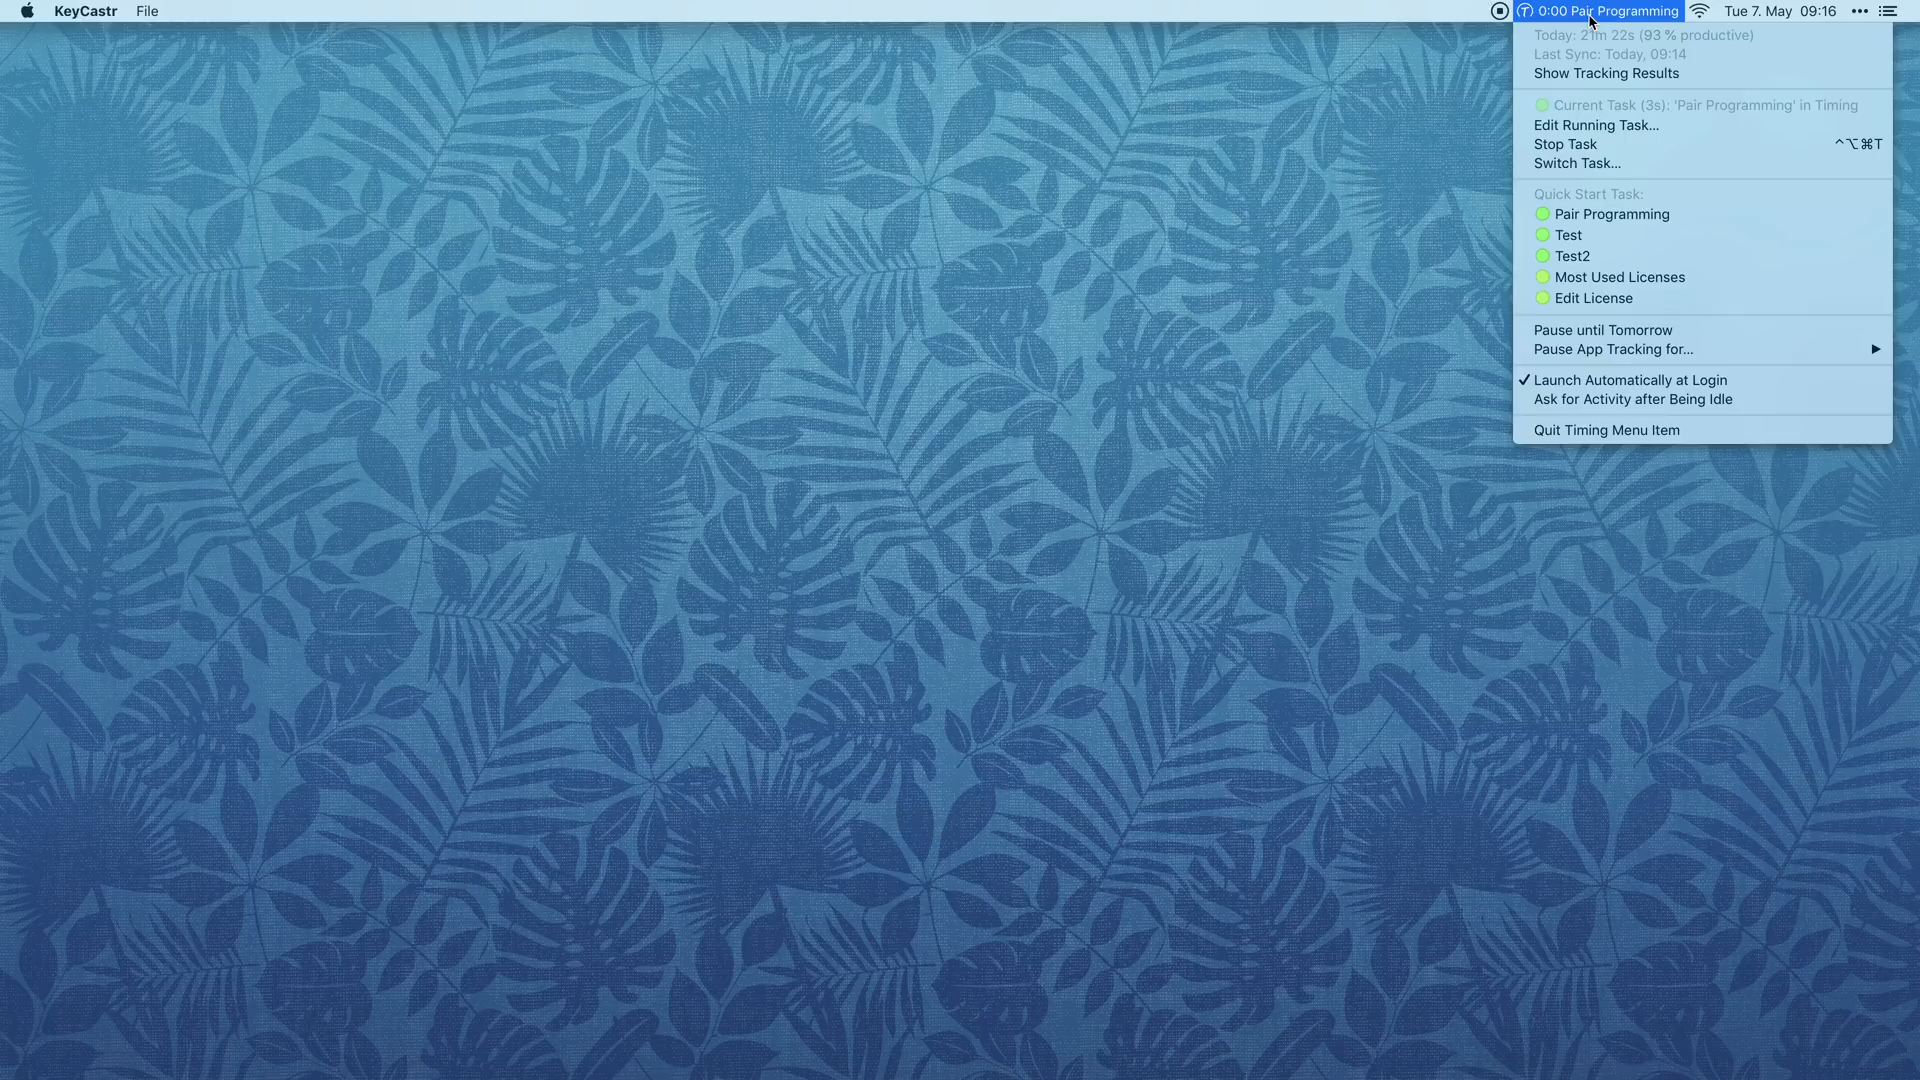 KeyCastr File 0:00 Pair Programming Tue 7. May 09:16
Today: 21m 22s (93 % productive)
Last Sync: Today, 09:14
Show Tracking Results
Current Task (3s): 'Pair Programming' in Timing
Edit Running Task...
Stop Task ^⌥⌘T
Switch Task...
Quick Start Task:
Pair Programming
Test
Test2
Most Used Licenses
Edit License
Pause until Tomorrow
Pause App Tracking for...
Launch Automatically at Login
Ask for Activity after Being Idle
Quit Timing Menu Item